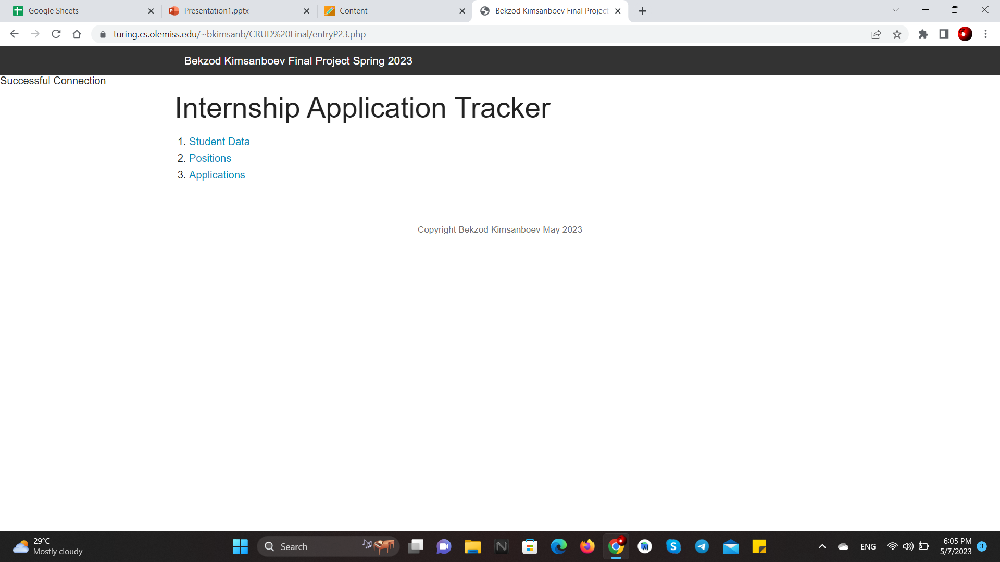 Google Sheets
Presentation1.pptx
Content
Bekzod Kimsanboev Final Project
turing.cs.olemiss.edu/~bkimsanb/CRUD%20Final/entryP23.php
Bekzod Kimsanboev Final Project Spring 2023
Successful Connection
Internship Application Tracker
1. Student Data
2. Positions
3. Applications
Copyright Bekzod Kimsanboev May 2023
29°C
Mostly cloudy
Search
ENG
6:05 PM
5/7/2023
3